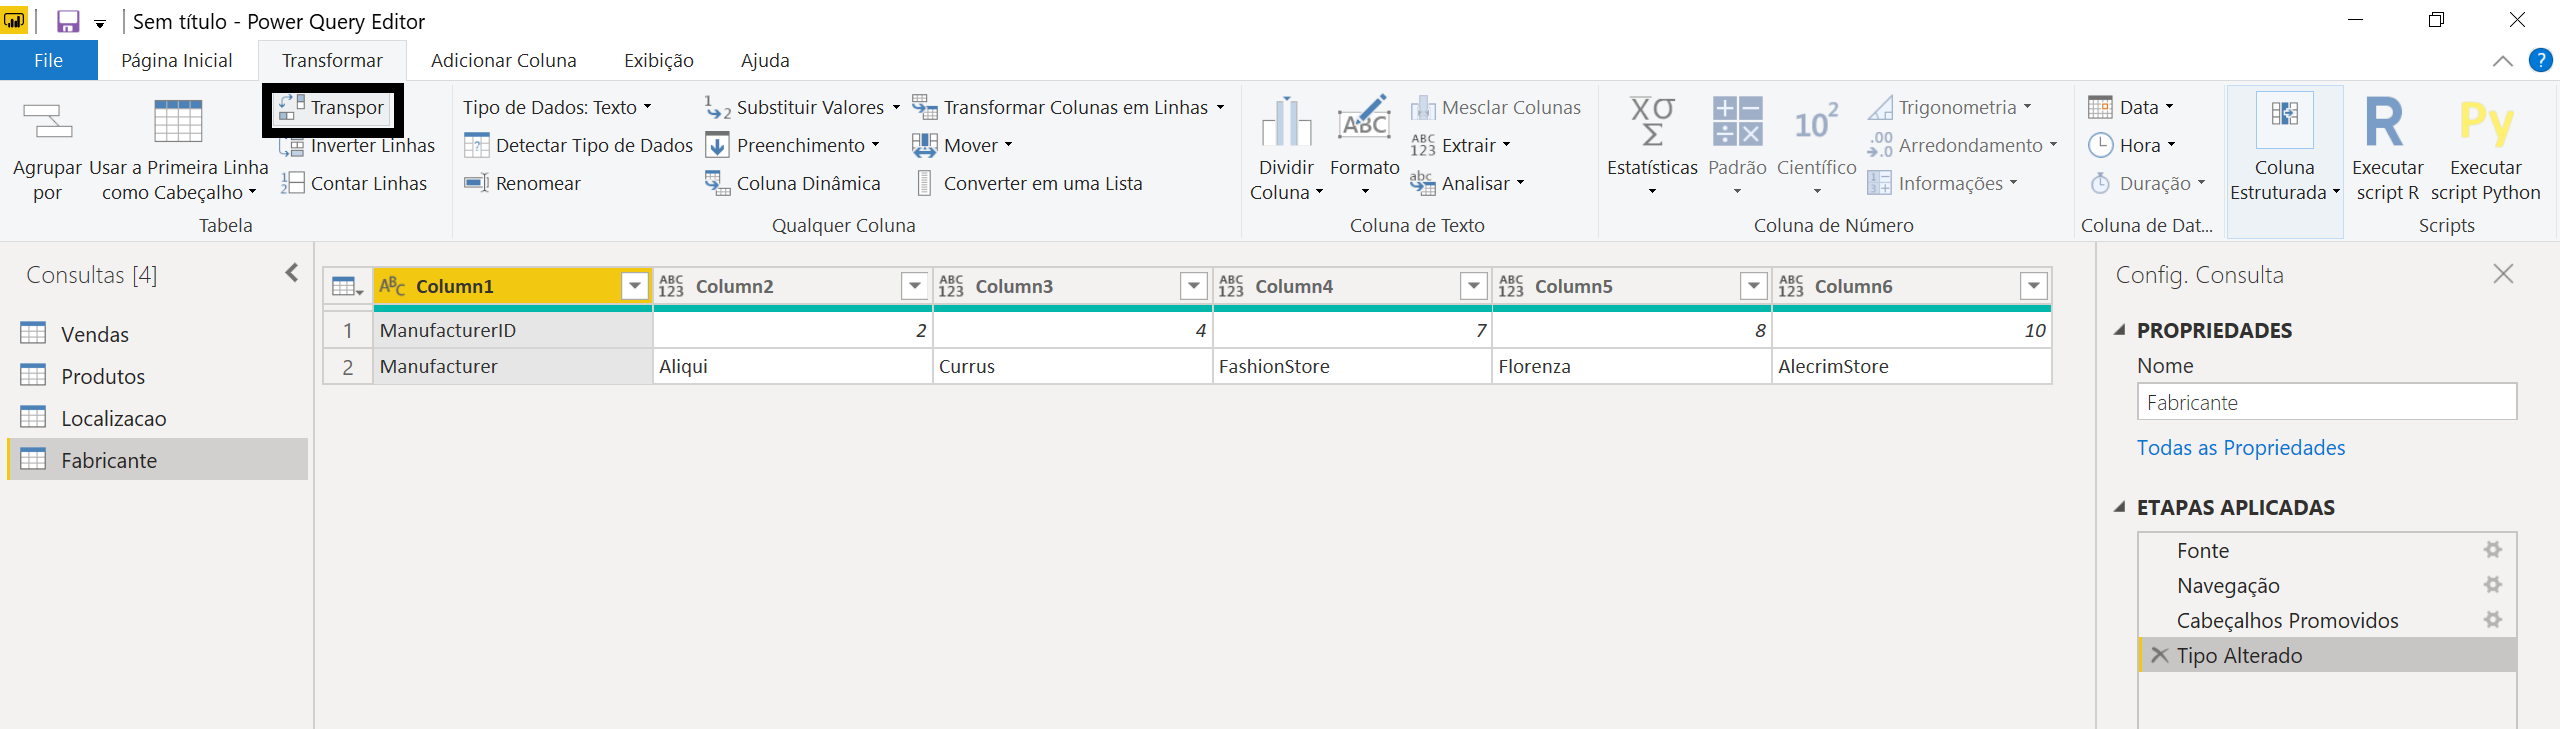 Sem título - Power Query Editor
File Página Inicial Transformar Adicionar Coluna Exibição Ajuda
Agrupar por
Usar a Primeira Linha como Cabeçalho
Transpor
Inverter Linhas
Contar Linhas
Tabela
Tipo de Dados: Texto
Detectar Tipo de Dados
Renomear
Substituir Valores
Preenchimento
Coluna Dinâmica
Transformar Colunas em Linhas
Mover
Converter em uma Lista
Qualquer Coluna
Dividir Coluna
Formato
Mesclar Colunas
Extrair
Analisar
Coluna de Texto
Estatísticas
Padrão
Científico
Trigonometria
Arredondamento
Informações
Coluna de Número
Data
Hora
Duração
Coluna de Dat...
Coluna Estruturada
Executar script R
Executar script Python
Scripts
Consultas [4]
Vendas
Produtos
Localizacao
Fabricante
Column1 Column2 Column3 Column4 Column5 Column6
1 ManufacturerID 2 4 7 8 10
2 Manufacturer Aliqui Currus FashionStore Florenza AlecrimStore
Config. Consulta
PROPRIEDADES
Nome
Fabricante
Todas as Propriedades
ETAPAS APLICADAS
Fonte
Navegação
Cabeçalhos Promovidos
Tipo Alterado